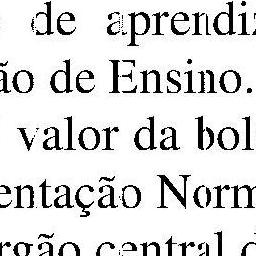 de aprendiz
ão de Ensino.
valor da bol
entação Norm
rgão central d